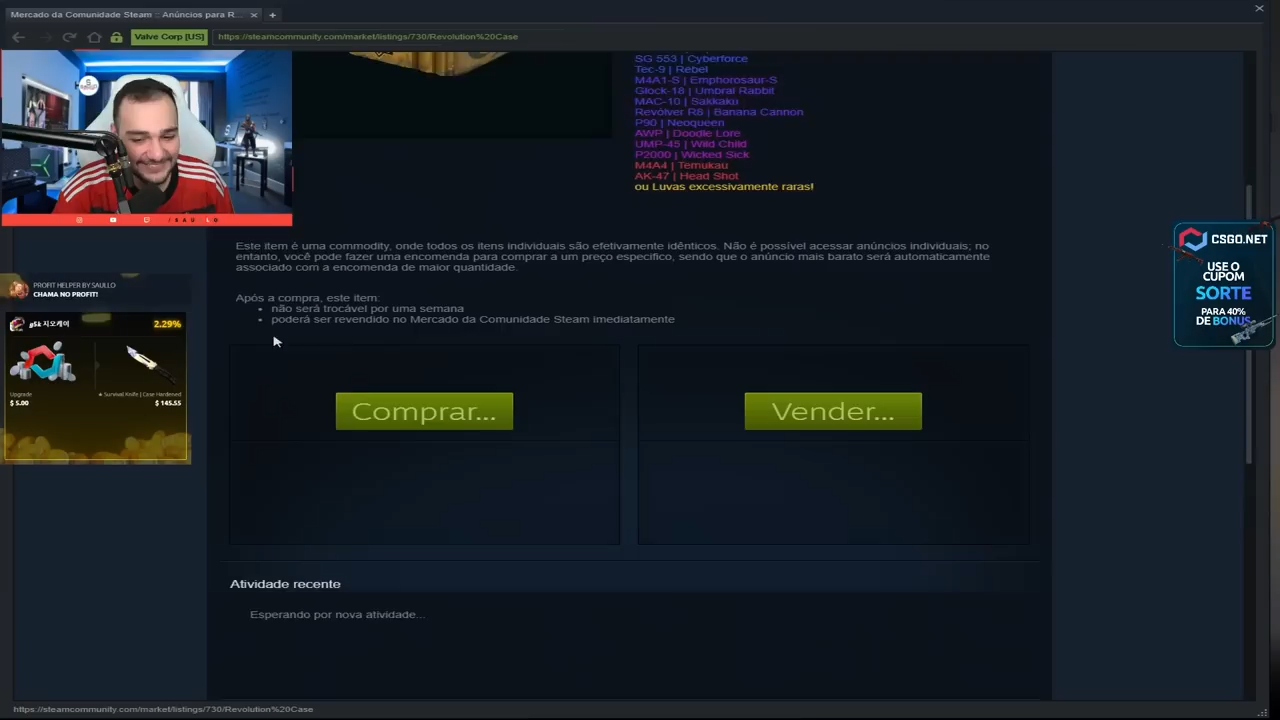 Mercado da Comunidade Steam :: Anúncios para R...
Valve Corp [US]
https://steamcommunity.com/market/listings/730/Revolution%20Case
SG 553 | Cyberforce
Tec-9 | Rebel
M4A1-S | Emphorosaur-S
Glock-18 | Umbral Rabbit
MAC-10 | Sakkaku
Revólver R8 | Banana Cannon
P90 | Neoqueen
AWP | Doodle Lore
UMP-45 | Wild Child
P2000 | Wicked Sick
M4A4 | Temukau
AK-47 | Head Shot
ou Luvas excessivamente raras!
/ S A U L L O
Este item é uma commodity, onde todos os itens individuais são efetivamente idênticos. Não é possível acessar anúncios individuais; no
entanto, você pode fazer uma encomenda para comprar a um preço específico, sendo que o anúncio mais barato será automaticamente
associado com a encomenda de maior quantidade.
Após a compra, este item:
não será trocável por uma semana
poderá ser revendido no Mercado da Comunidade Steam imediatamente
PROFIT HELPER BY SAULLO
CHAMA NO PROFIT!
g5k 지오케이
2.29%
Upgrade
$ 5.00
★ Survival Knife | Case Hardened
$ 145.55
CSGO.NET
USE O
CUPOM
SORTE
PARA 40%
DE BONUS
Comprar...
Vender...
Atividade recente
Esperando por nova atividade...
https://steamcommunity.com/market/listings/730/Revolution%20Case